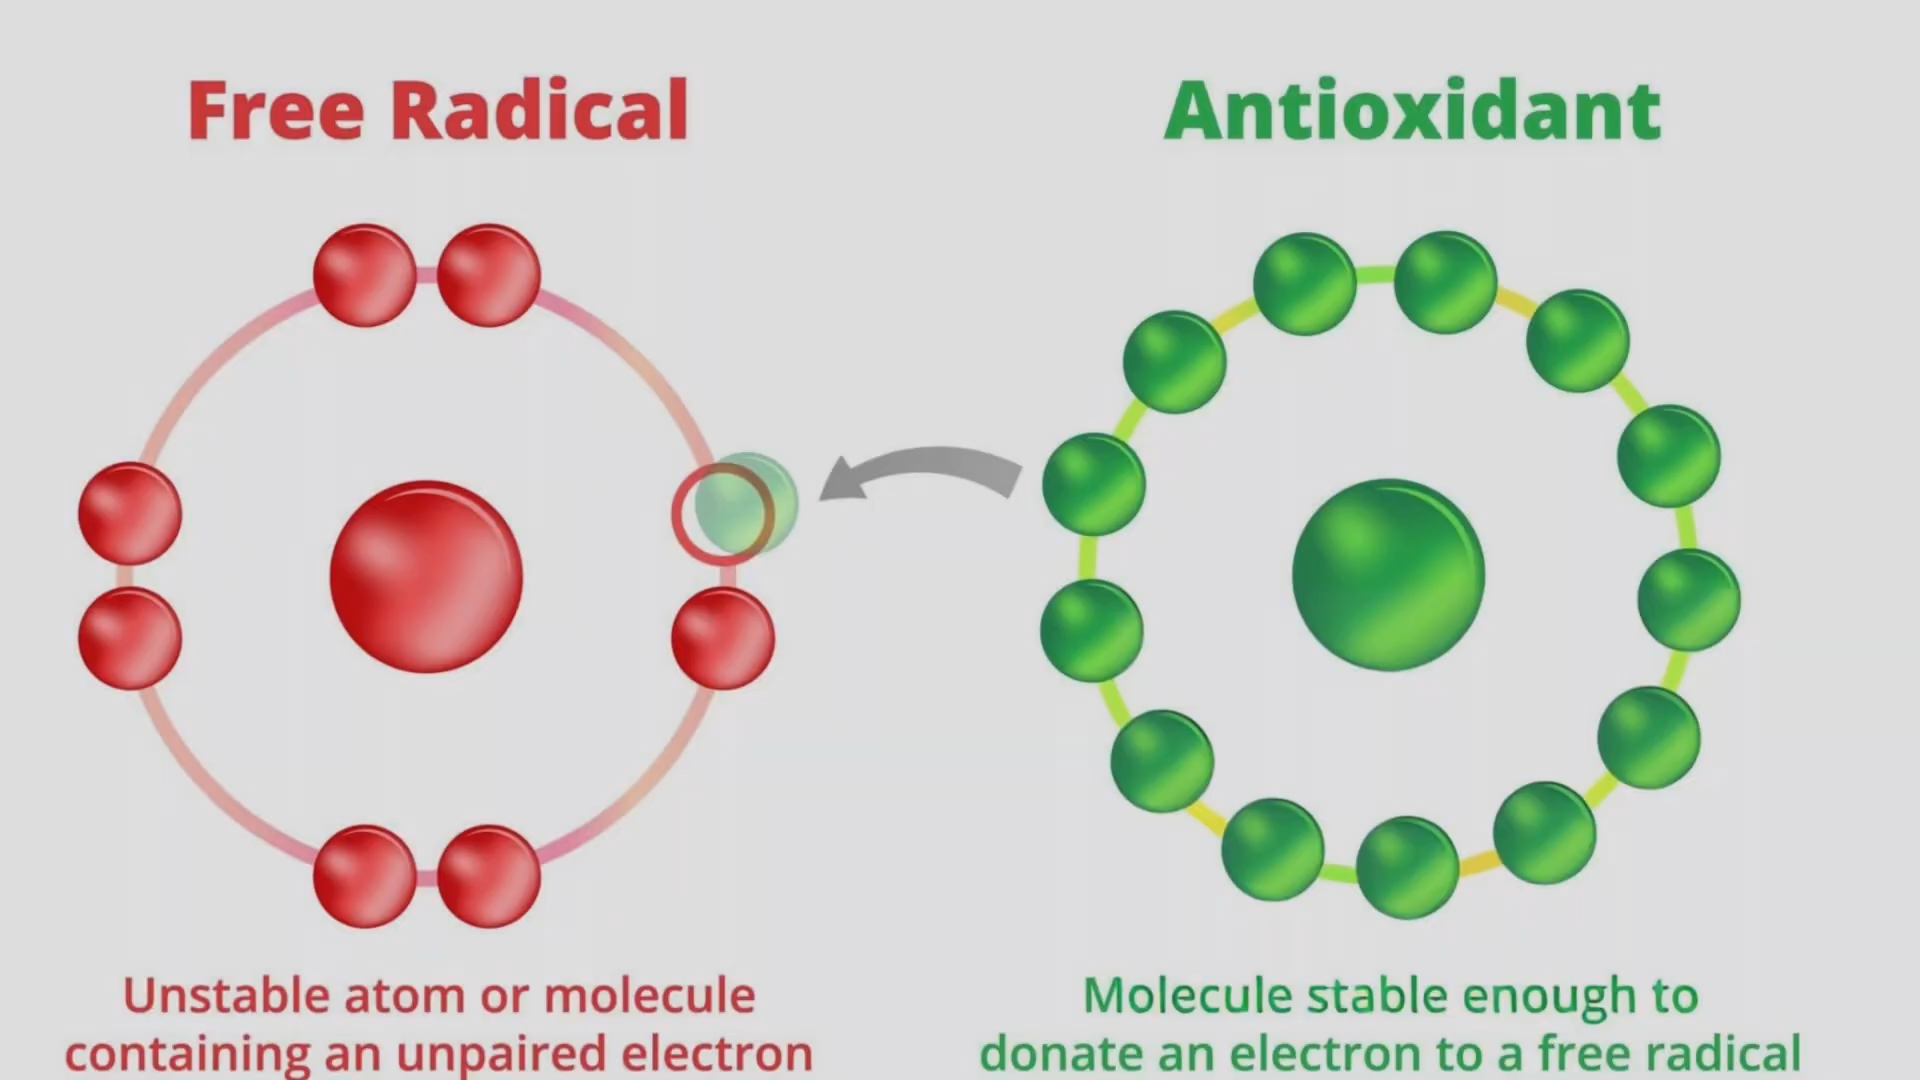 Free Radical
Antioxidant
Unstable atom or molecule
containing an unpaired electron
Molecule stable enough to
donate an electron to a free radical